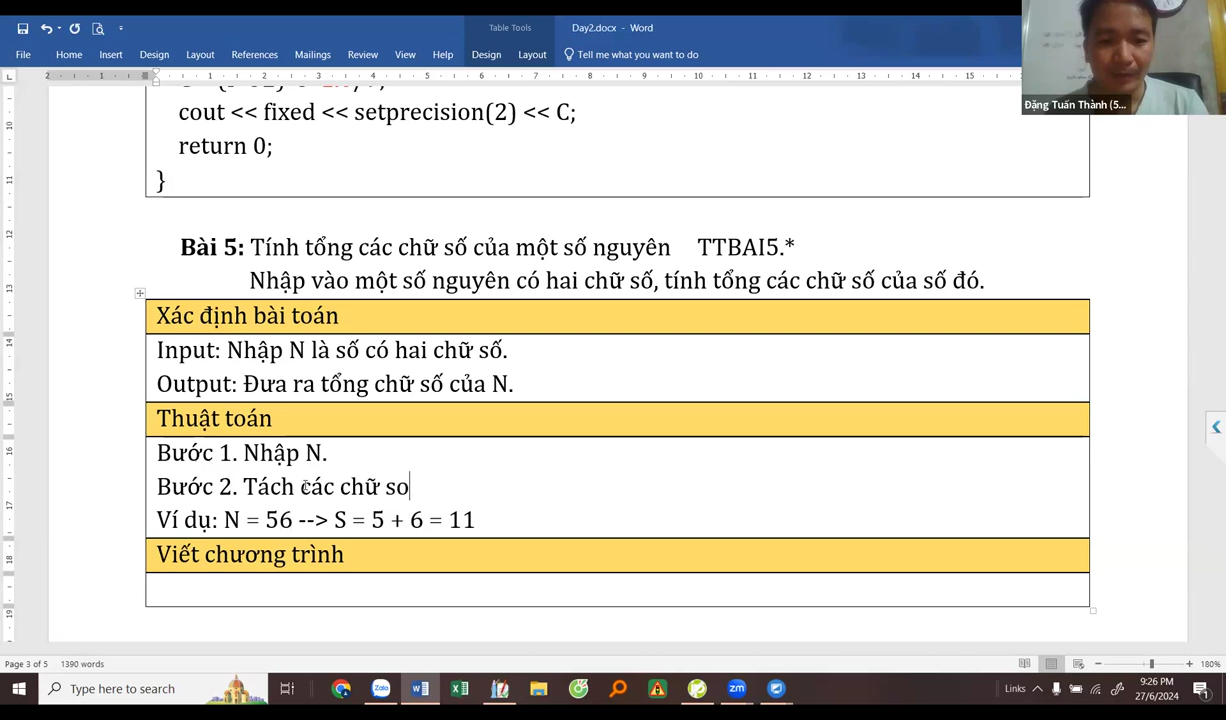 Table Tools
Day2.docx - Word
File Home Insert Design Layout References Mailings Review View Help Design Layout Tell me what you want to do
Đặng Tuấn Thành (5...
cout << fixed << setprecision(2) << C;
return 0;
}
Bài 5: Tính tổng các chữ số của một số nguyên TTBAI5.*
Nhập vào một số nguyên có hai chữ số, tính tổng các chữ số của số đó.
Xác định bài toán
Input: Nhập N là số có hai chữ số.
Output: Đưa ra tổng chữ số của N.
Thuật toán
Bước 1. Nhập N.
Bước 2. Tách các chữ so
Ví dụ: N = 56 --> S = 5 + 6 = 11
Viết chương trình
Page 3 of 5 1390 words 180%
Type here to search Links 9:26 PM
27/6/2024